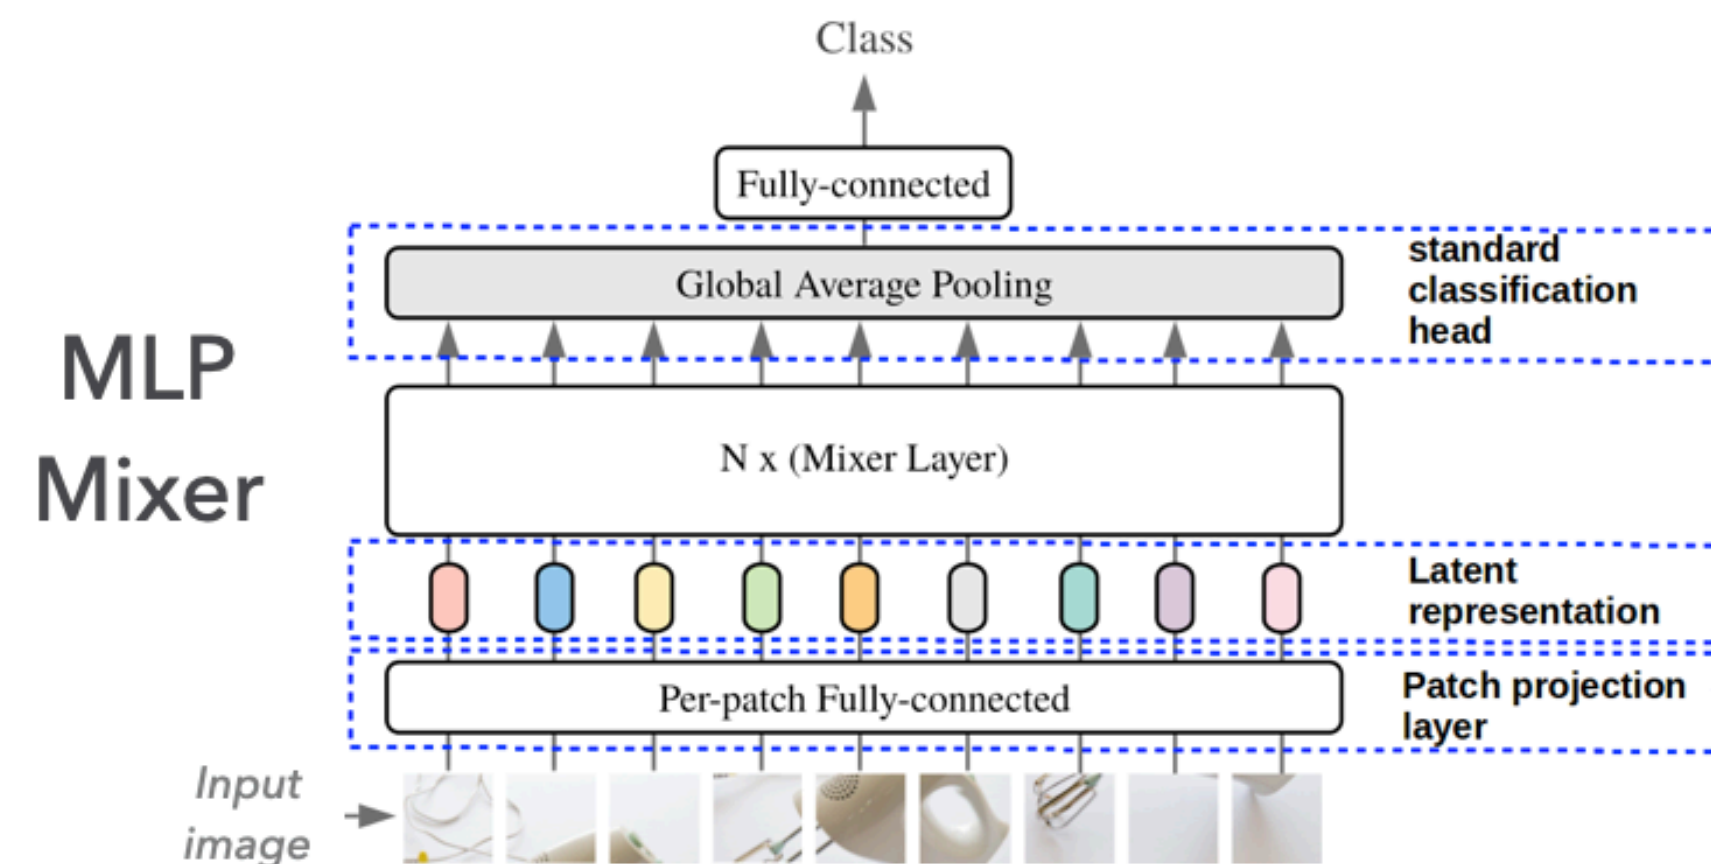 Class
Fully-connected
standard
classification
head
Global Average Pooling
MLP
Mixer
N x (Mixer Layer)
Latent
representation
Per-patch Fully-connected
Patch projection
layer
Input
image